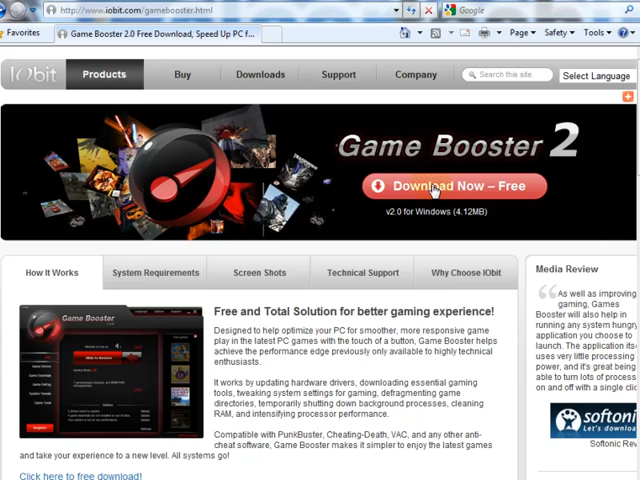 http://www.iobit.com/gamebooster.html
Google
Favorites
Game Booster 2.0 Free Download, Speed Up PC f...
Page
Safety
Tools
IObit
Products
Buy
Downloads
Support
Company
Search this site.
Select Language
Game Booster 2
Download Now – Free
v2.0 for Windows (4.12MB)
How It Works
System Requirements
Screen Shots
Technical Support
Why Choose IObit
Media Review
Game Booster
Free and Total Solution for better gaming experience!
Designed to help optimize your PC for smoother, more responsive game
play in the latest PC games with the touch of a button, Game Booster helps
achieve the performance edge previously only available to highly technical
enthusiasts.
It works by updating hardware drivers, downloading essential gaming
tools, tweaking system settings for gaming, defragmenting game
directories, temporarily shutting down background processes, cleaning
RAM, and intensifying processor performance.
Compatible with PunkBuster, Cheating-Death, VAC, and any other anti-
cheat software, Game Booster makes it simpler to enjoy the latest games
and take your experience to a new level. All systems go!
Click here to free download!
As well as improving
gaming, Games
Booster will also help in
running any system hungry
application you choose to
launch. The application its
uses very little processing
power, and it's great being
able to turn lots of process
on and off with a single clic
Softonic
Let's download
Softonic Rev